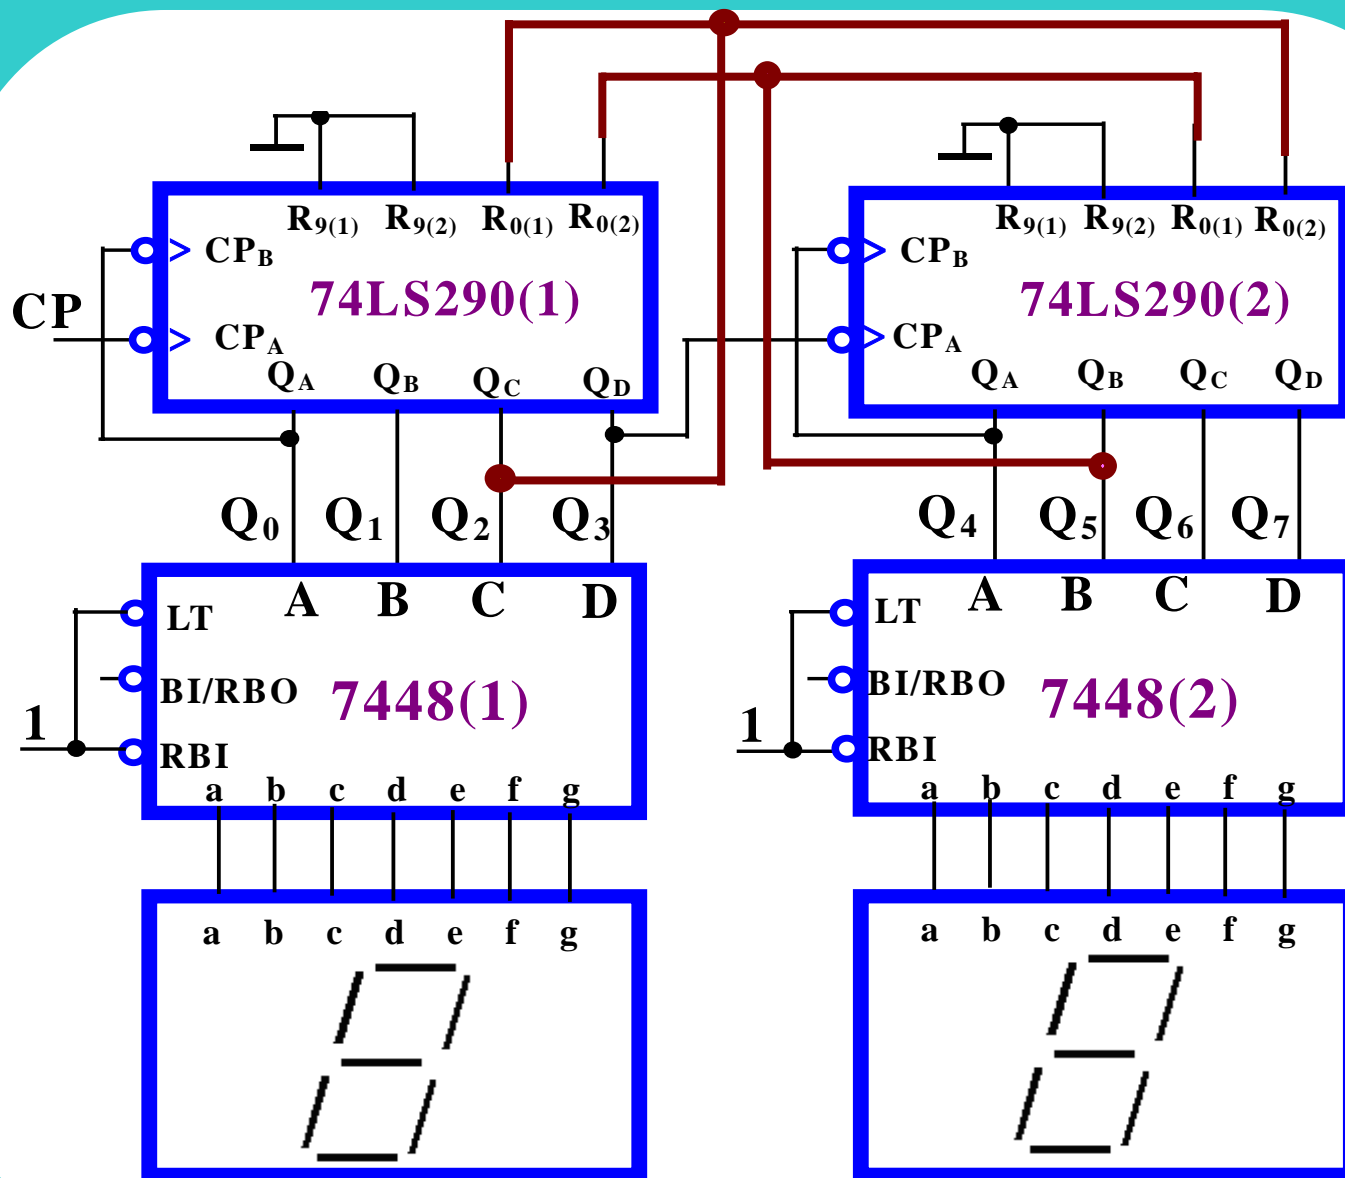 R9(1) R9(2) R0(1) R0(2)
CPB
74LS290(1)
CP
CPA
QA QB QC QD
R9(1) R9(2) R0(1) R0(2)
CPB
74LS290(2)
CPA
QA QB QC QD
Q0 Q1 Q2 Q3
Q4 Q5 Q6 Q7
A B C D
LT
BI/RBO
7448(1)
1
RBI
a b c d e f g
A B C D
LT
BI/RBO
7448(2)
1
RBI
a b c d e f g
a b c d e f g
a b c d e f g